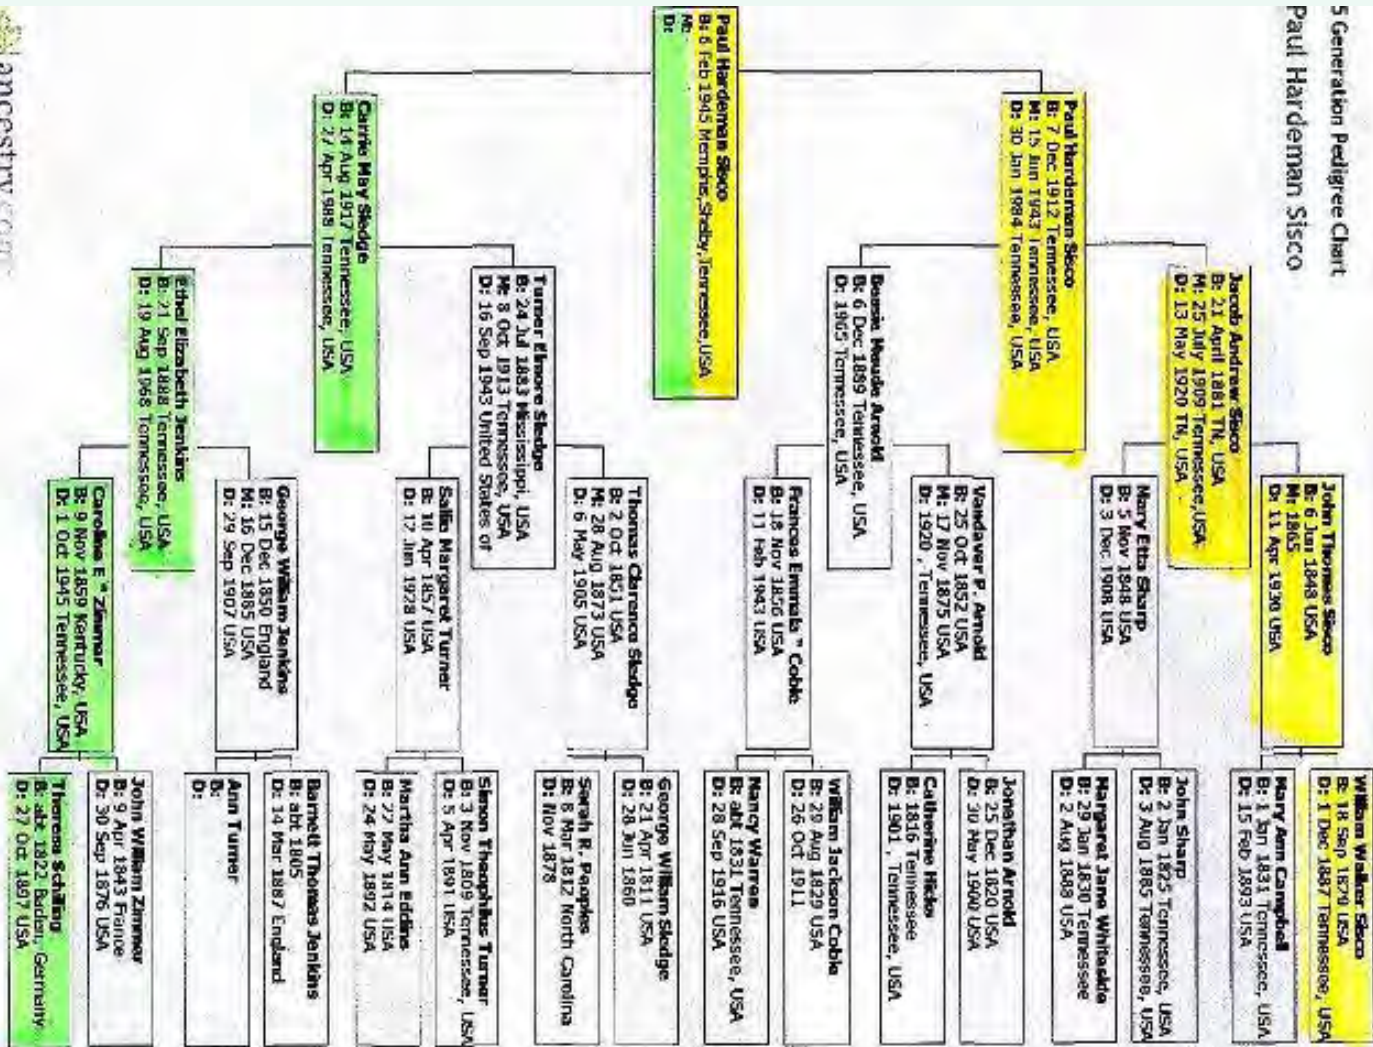 5 Generation Pedigree Chart
Paul Hardeman Sisco
William Walker Sisco
B: 18 Sep 1829 USA
D: 1 Dec 1887 Tennessee, USA
John Thomas Sisco
B: 6 Jun 1848 USA
M: 1865
D: 11 Apr 1930 USA
Mary Ann Campbell
B: 1 Jan 1831 Tennessee, USA
D: 15 Feb 1893 USA
Jacob Andrew Sisco
B: 21 April 1881 TN, USA
M: 25 July 1909 Tennessee,USA
D: 13 May 1920 TN, USA
John Sharp
B: 2 Jan 1825 Tennessee, USA
D: 3 Aug 1885 Tennessee, USA
Mary Etta Sharp
B: 5 Nov 1848 USA
D: 3 Dec 1908 USA
Margaret Jane
B: 29 Jan 1830 Tennessee
D: 2 Aug 1888 USA
Paul Hardeman Sisco
B: 7 Dec 1912 Tennessee, USA
M: 15 Jun 1943 Tennessee, USA
D: 30 Jan 1984 Tennessee, USA
Jonathan Arnold
B: 25 Dec 1820 USA
D: 30 May 1900 USA
Vandaver P. Arnold
B: 25 Oct 1852 USA
M: 17 Nov 1875 USA
D: 1920 , Tennessee, USA
Catherine Hicks
B: 1816 Tennessee
D: 1901 , Tennessee, USA
Bessie Maude Arnold
B: 6 Dec 1889 Tennessee, USA
D: 1965 Tennessee, USA
William Jackson Coble
B: 29 Aug 1829 USA
D: 26 Oct 1911
Frances " Coble
B: 18 Nov 1856 USA
D: 11 Feb 1943 USA
Nancy Warren
B: abt 1831 Tennessee, USA
D: 28 Sep 1916 USA
Paul Hardeman Sisco
B: 6 Feb 1945 Memphis,Shelby,Tennessee,USA
M:
D:
George William Sledge
B: 21 Apr 1811 USA
D: 28 Jun 1860
Thomas Clarence Sledge
B: 2 Oct 1851 USA
M: 28 Aug 1873 USA
D: 6 May 1905 USA
Sarah R. Peoples
B: 8 Mar 1812 North Carolina
D: Nov 1878
Turner Elmore Sledge
B: 24 Jul 1883 Mississippi, USA
M: 8 Oct 1913 Tennessee, USA
D: 16 Sep 1943 United States of
Simon Theophilus Turner
B: 3 Nov 1809 Tennessee, USA
D: 5 Apr 1891 USA
Sallie Margaret Turner
B: 10 Apr 1857 USA
D: 12 Jun 1928 USA
Martha Ann Eddins
B: 22 May 1814 USA
D: 24 May 1892 USA
Carrie May Sledge
B: 14 Aug 1917 Tennessee, USA
D: 27 Apr 1988 Tennessee, USA
Barnett Thomas Jenkins
B: abt 1805
D: 14 Mar 1887 England
George William Jenkins
B: 15 Dec 1850 England
M: 16 Dec 1885 USA
D: 29 Sep 1907 USA
Ann Turner
B:
D:
Ethel Elizabeth Jenkins
B: 21 Sep 1888 Tennessee, USA
D: 19 Aug 1968 Tennessee, USA
John William Zimmer
B: 9 Apr 1843 France
D: 30 Sep 1876 USA
Caroline E " Zimmer
B: 9 Nov 1859 Kentucky, USA
D: 1 Oct 1945 Tennessee, USA
Theresa Schilling
B: abt 1822 Baden, Germany
D: 27 Oct 1897 USA
ancestry.com